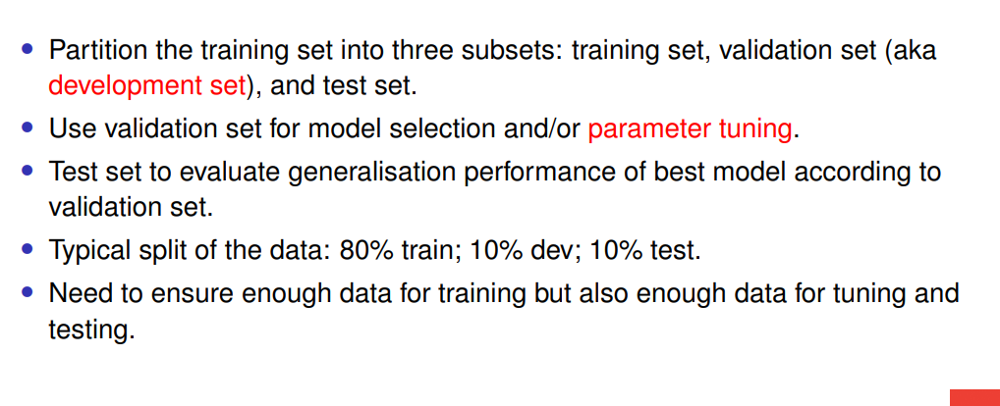 • Partition the training set into three subsets: training set, validation set (aka
development set), and test set.
• Use validation set for model selection and/or parameter tuning.
• Test set to evaluate generalisation performance of best model according to
validation set.
• Typical split of the data: 80% train; 10% dev; 10% test.
• Need to ensure enough data for training but also enough data for tuning and
testing.